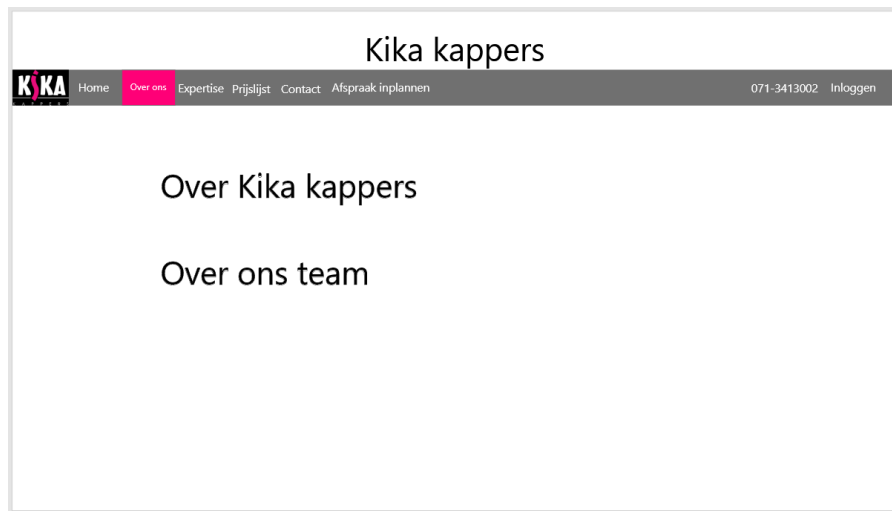 Kika kappers
KiKA
KAPPERS
Home Over ons Expertise Prijslijst Contact Afspraak inplannen 071-3413002 Inloggen
Over Kika kappers
Over ons team